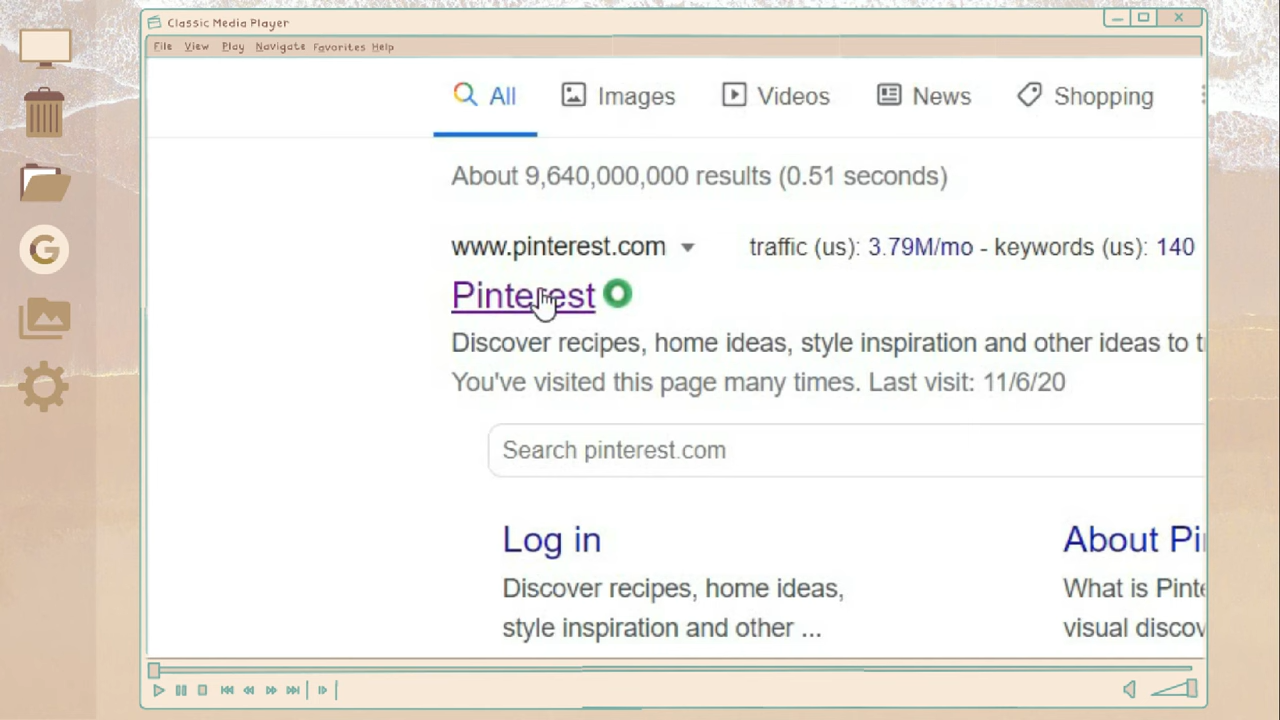 Classic Media Player
File View Play Navigate Favorites Help
All Images Videos News Shopping
About 9,640,000,000 results (0.51 seconds)
www.pinterest.com traffic (us): 3.79M/mo - keywords (us): 140
Pinterest
Discover recipes, home ideas, style inspiration and other ideas to
You've visited this page many times. Last visit: 11/6/20
Search pinterest.com
Log in About
Discover recipes, home ideas, What is
style inspiration and other ... visual
G